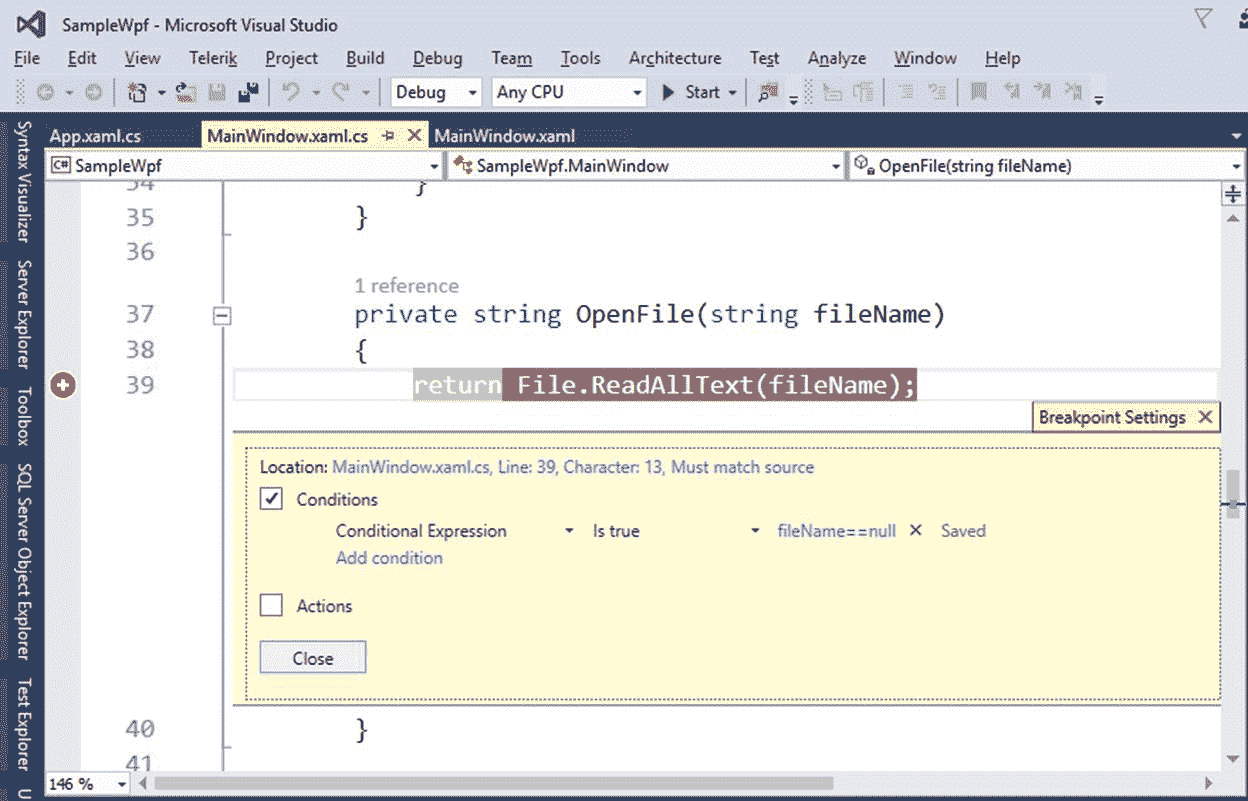 SampleWpf - Microsoft Visual Studio
File Edit View Telerik Project Build Debug Team Tools Architecture Test Analyze Window Help
Debug Any CPU Start
App.xaml.cs MainWindow.xaml.cs MainWindow.xaml
C# SampleWpf SampleWpf.MainWindow OpenFile(string fileName)
34 }
35 }
36
1 reference
37 private string OpenFile(string fileName)
38 {
39 return File.ReadAllText(fileName);
Breakpoint Settings
Location: MainWindow.xaml.cs, Line: 39, Character: 13, Must match source
Conditions
Conditional Expression Is true fileName==null Saved
Add condition
Actions
Close
40 }
41
146 %
Syntax Visualizer
Server Explorer
Toolbox
SQL Server Object Explorer
Test Explorer